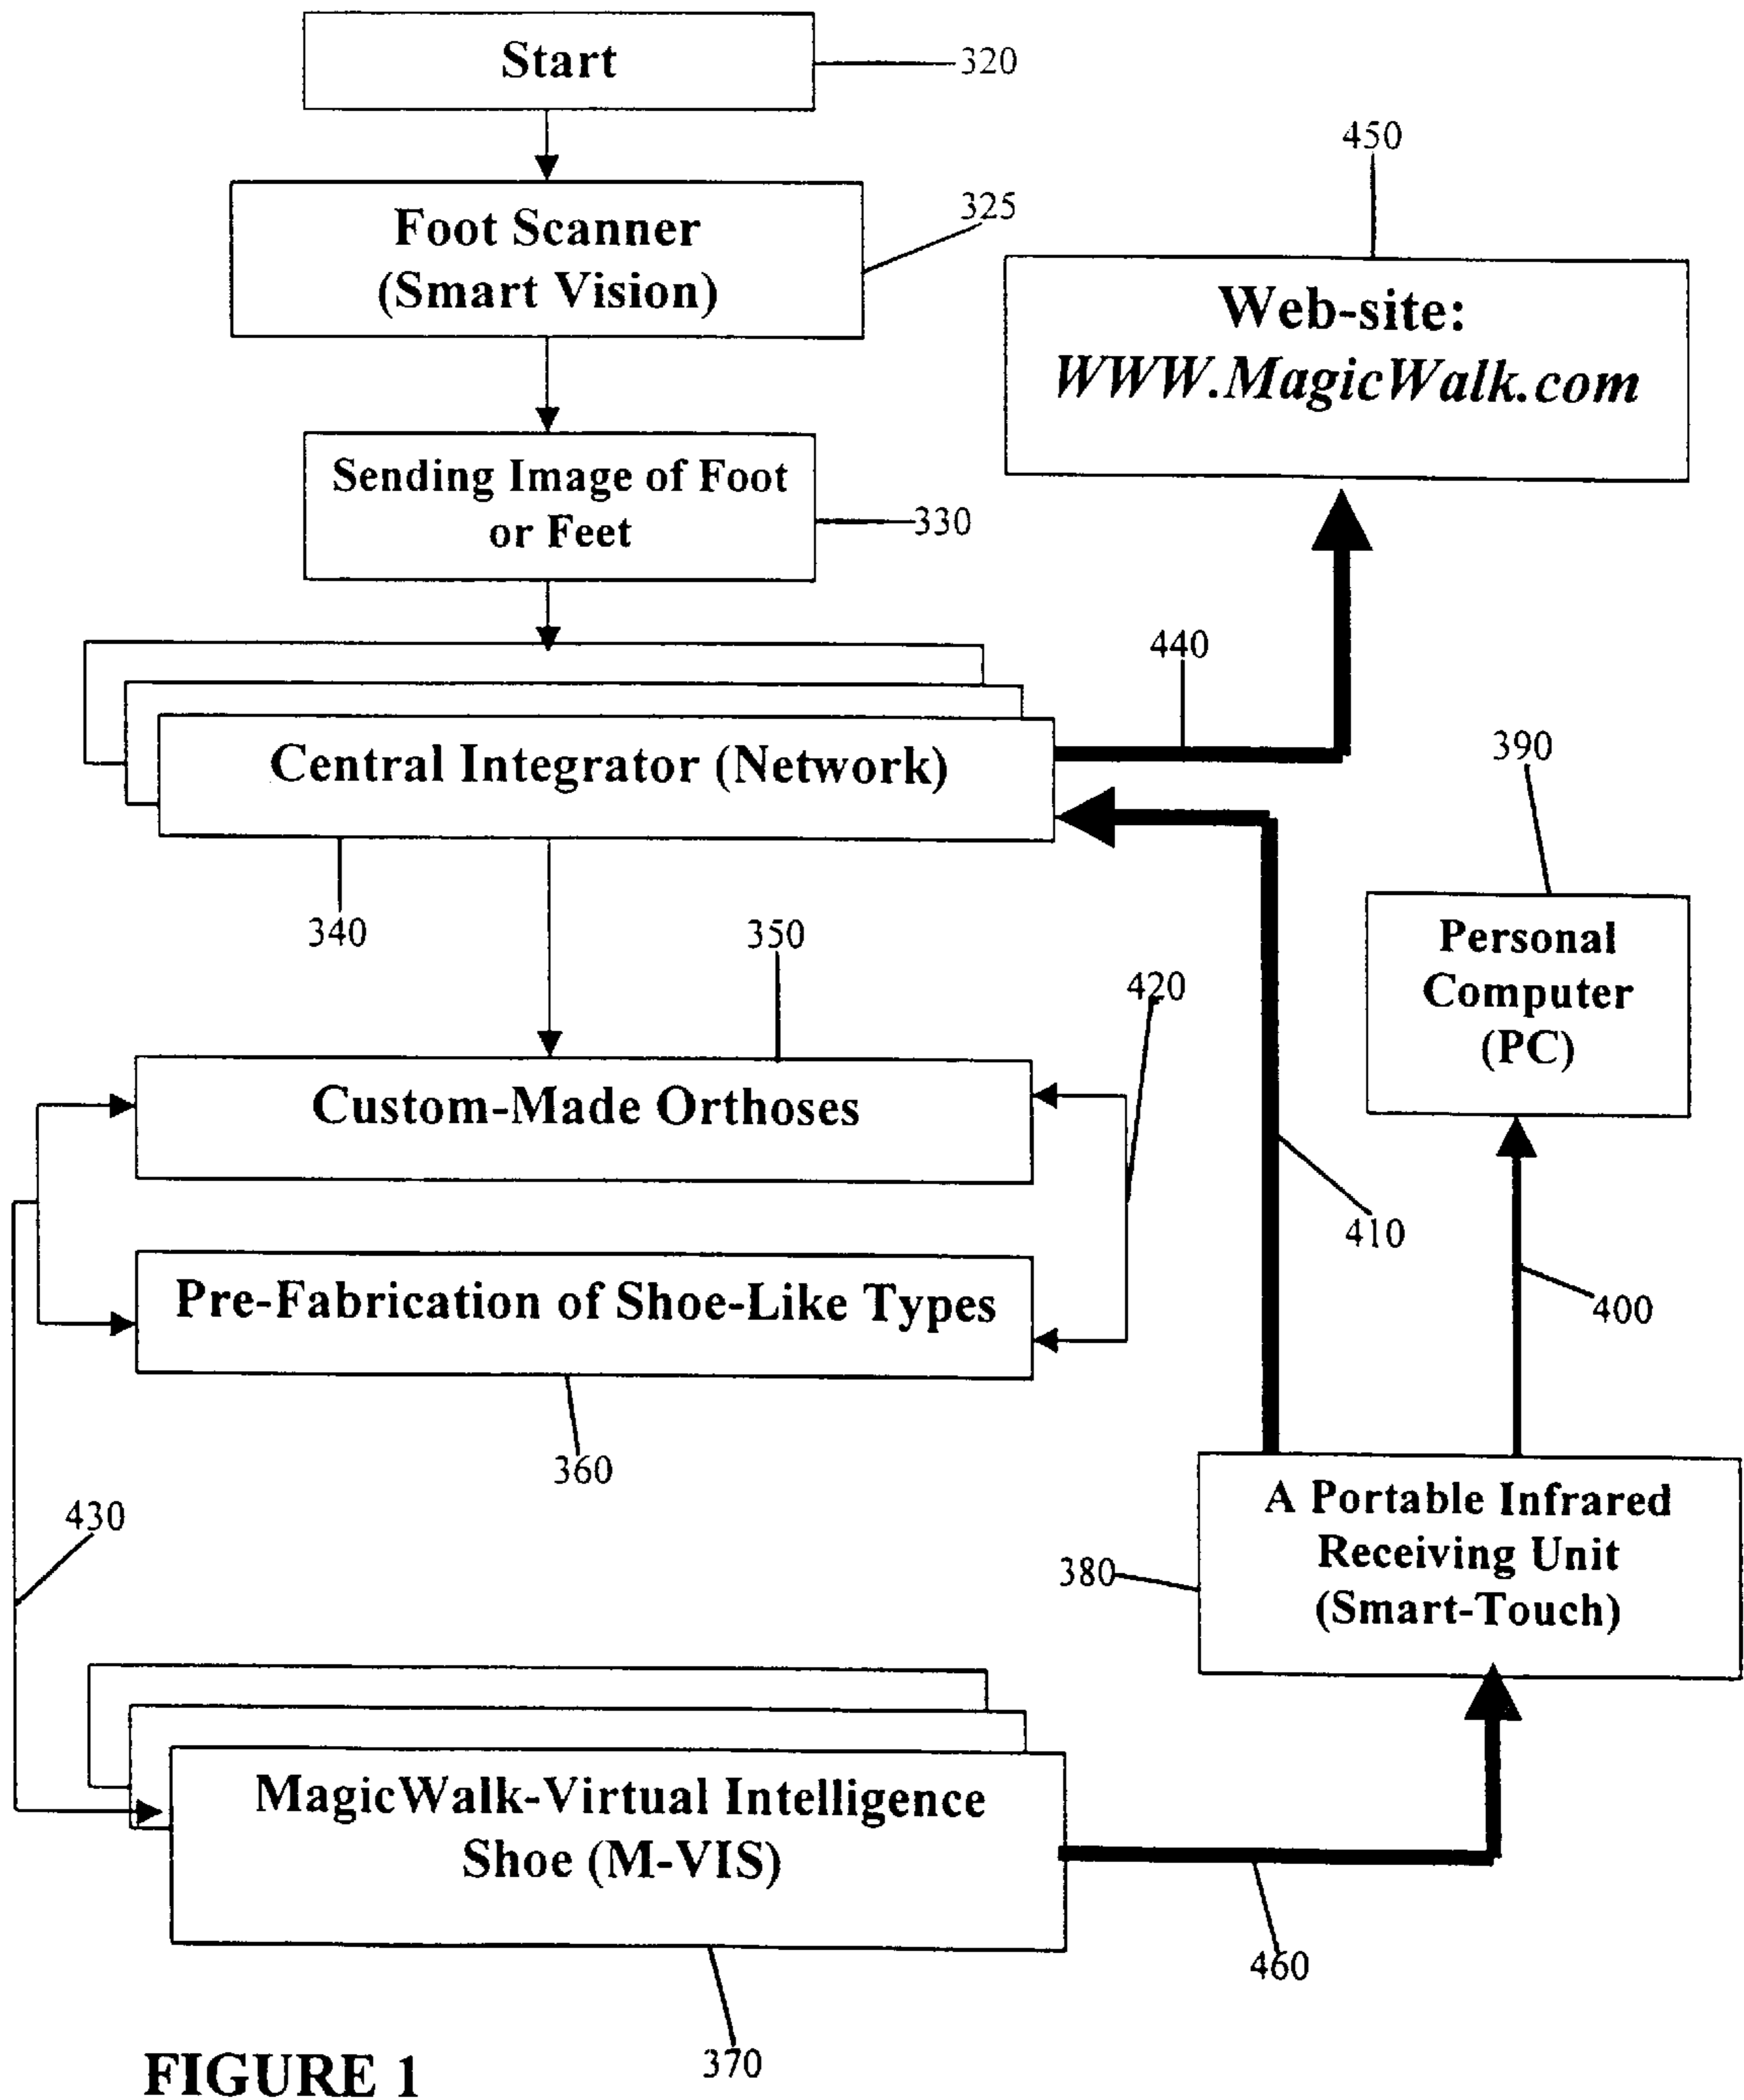 Start
320
450
Foot Scanner
(Smart Vision)
325
Web-site:
WWW.MagicWalk.com
Sending Image of Foot
or Feet
330
440
Central Integrator (Network)
390
340
350
Personal
Computer
(PC)
420
Custom-Made Orthoses
410
Pre-Fabrication of Shoe-Like Types
400
360
A Portable Infrared
Receiving Unit
(Smart-Touch)
430
380
MagicWalk-Virtual Intelligence
Shoe (M-VIS)
460
370
FIGURE 1